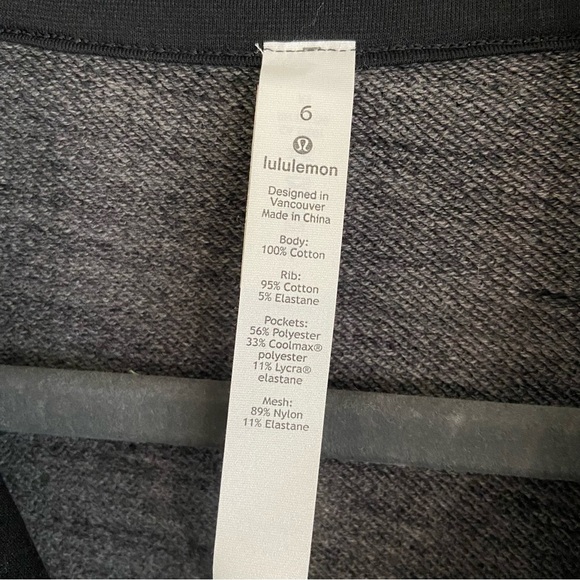 6
lululemon
Designed in
Vancouver
Made in China
Body:
100% Cotton
Rib:
95% Cotton
5% Elastane
Pockets:
56% Polyester
33% Coolmax®
polyester
11% Lycra®
elastane
Mesh:
89% Nylon
11% Elastane